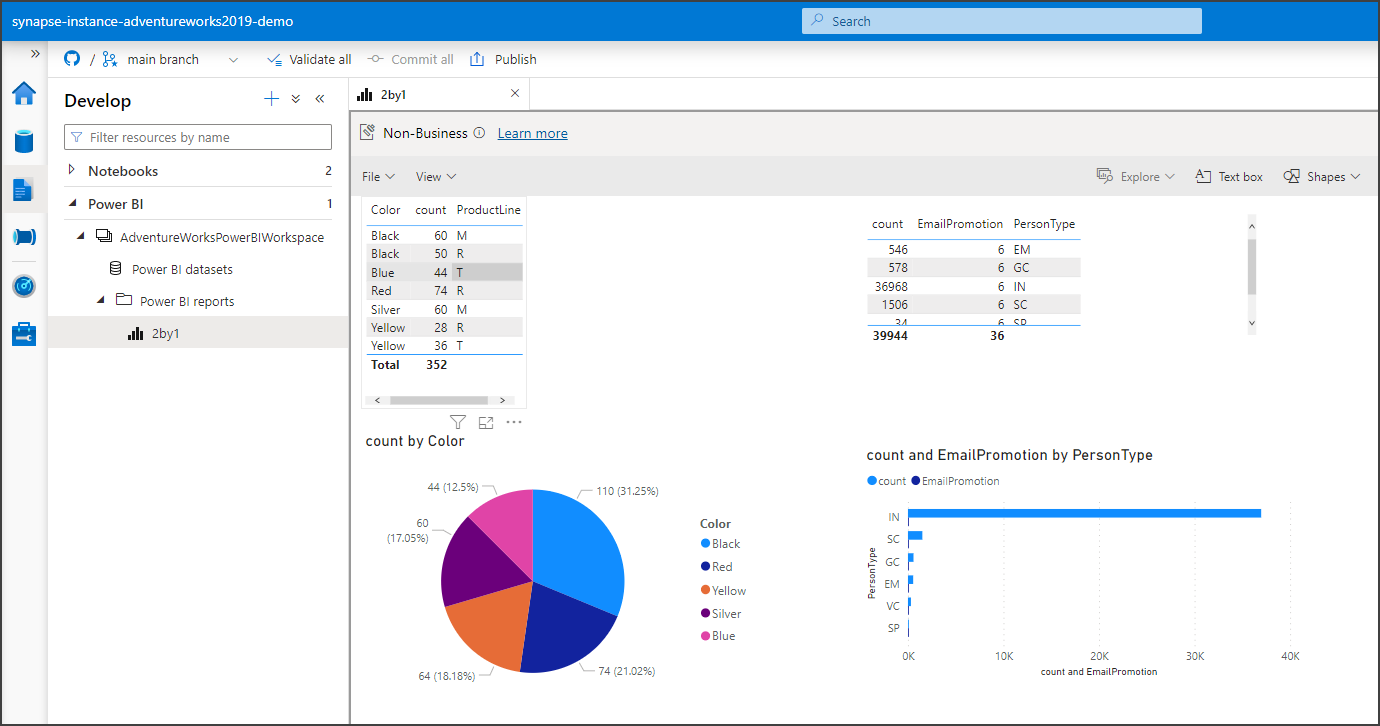 synapse-instance-adventureworks2019-demo
Search
/ main branch
Validate all
Commit all
Publish
Develop
Filter resources by name
Notebooks 2
Power BI 1
AdventureWorksPowerBIWorkspace
Power BI datasets
Power BI reports
2by1
2by1
Non-Business Learn more
File View
Explore Text box Shapes
Color count ProductLine
Black 60 M
Black 50 R
Blue 44 T
Red 74 R
Silver 60 M
Yellow 28 R
Yellow 36 T
Total 352
count EmailPromotion PersonType
546 6 EM
578 6 GC
36968 6 IN
1506 6 SC
34 6 SP
39944 36
count by Color
44 (12.5%)
110 (31.25%)
60
(17.05%)
64 (18.18%)
74 (21.02%)
Color
Black
Red
Yellow
Silver
Blue
count and EmailPromotion by PersonType
count EmailPromotion
PersonType
IN
SC
GC
EM
VC
SP
0K 10K 20K 30K 40K
count and EmailPromotion